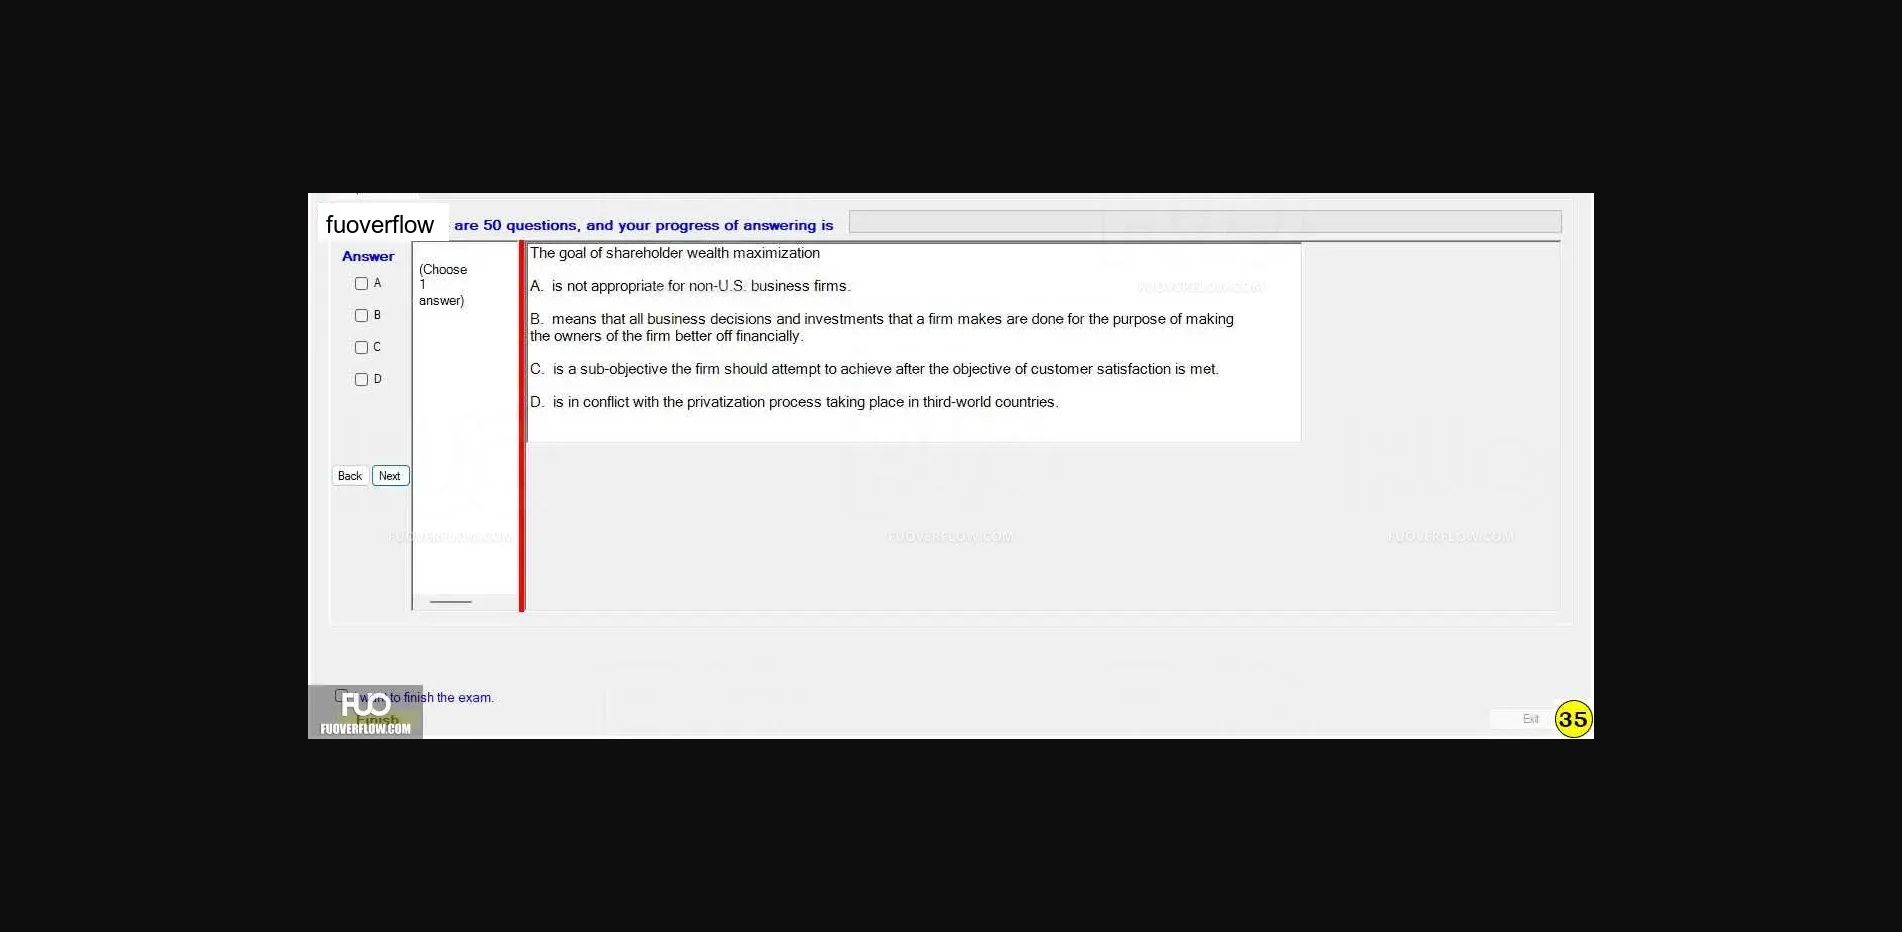 fuoverflow are 50 questions, and your progress of answering is
Answer
A
B
C
D
Back Next
(Choose
1
answer)
The goal of shareholder wealth maximization
A. is not appropriate for non-U.S. business firms.
B. means that all business decisions and investments that a firm makes are done for the purpose of making
the owners of the firm better off financially.
C. is a sub-objective the firm should attempt to achieve after the objective of customer satisfaction is met.
D. is in conflict with the privatization process taking place in third-world countries.
FUOVERFLOW.COM
FUOVERFLOW.COM FUOVERFLOW.COM FUOVERFLOW.COM
I want to finish the exam.
FUO
Finish
FUOVERFLOW.COM
Exit 35